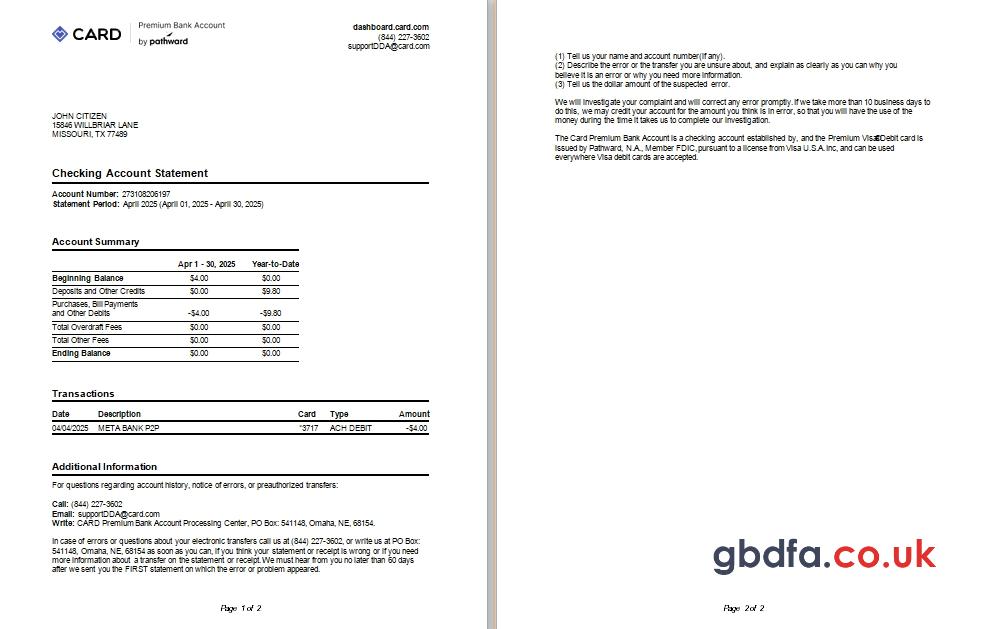 CARD
Premium Bank Account
by pathward
dashboard.card.com
(844) 227-3602
supportDDA@card.com
JOHN CITIZEN
15846 WILLBRIAR LANE
MISSOURI, TX 77489
Checking Account Statement
Account Number: 273108206197
Statement Period: April 2025 (April 01, 2025 - April 30, 2025)
Account Summary
Apr 1 - 30, 2025 Year-to-Date
Beginning Balance $4.00 $0.00
Deposits and Other Credits $0.00 $9.80
Purchases, Bill Payments
and Other Debits -$4.00 -$9.80
Total Overdraft Fees $0.00 $0.00
Total Other Fees $0.00 $0.00
Ending Balance $0.00 $0.00
Transactions
Date Description Card Type Amount
04/04/2025 META BANK P2P *3717 ACH DEBIT -$4.00
Additional Information
For questions regarding account history, notice of errors, or preauthorized transfers:
Call: (844) 227-3602
Email: supportDDA@card.com
Write: CARD Premium Bank Account Processing Center, PO Box: 541148, Omaha, NE, 68154.
In case of errors or questions about your electronic transfers call us at (844) 227-3602, or write us at PO Box:
541148, Omaha, NE, 68154 as soon as you can, if you think your statement or receipt is wrong or if you need
more information about a transfer on the statement or receipt. We must hear from you no later than 60 days
after we sent you the FIRST statement on which the error or problem appeared.
Page 1 of 2
(1) Tell us your name and account number(if any).
(2) Describe the error or the transfer you are unsure about, and explain as clearly as you can why you
believe it is an error or why you need more information.
(3) Tell us the dollar amount of the suspected error.
We will investigate your complaint and will correct any error promptly. If we take more than 10 business days to
do this, we may credit your account for the amount you think is in error, so that you will have the use of the
money during the time it takes us to complete our investigation.
The Card Premium Bank Account is a checking account established by, and the Premium Visa Debit card is
issued by Pathward, N.A., Member FDIC, pursuant to a license from Visa U.S.A. Inc, and can be used
everywhere Visa debit cards are accepted.
gbdfa.co.uk
Page 2 of 2